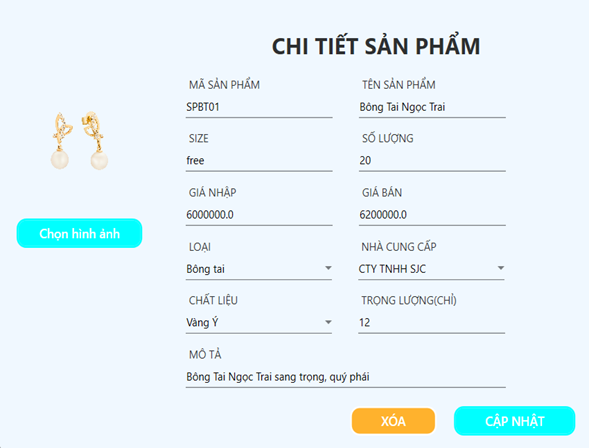 CHI TIẾT SẢN PHẨM
MÃ SẢN PHẨM
TÊN SẢN PHẨM
SPBT01
Bông Tai Ngọc Trai
SIZE
SỐ LƯỢNG
free
20
GIÁ NHẬP
GIÁ BÁN
6000000.0
6200000.0
Chọn hình ảnh
LOẠI
NHÀ CUNG CẤP
Bông tai
CTY TNHH SJC
CHẤT LIỆU
TRỌNG LƯỢNG(CHỈ)
Vàng Ý
12
MÔ TẢ
Bông Tai Ngọc Trai sang trọng, quý phái
XÓA
CẬP NHẬT